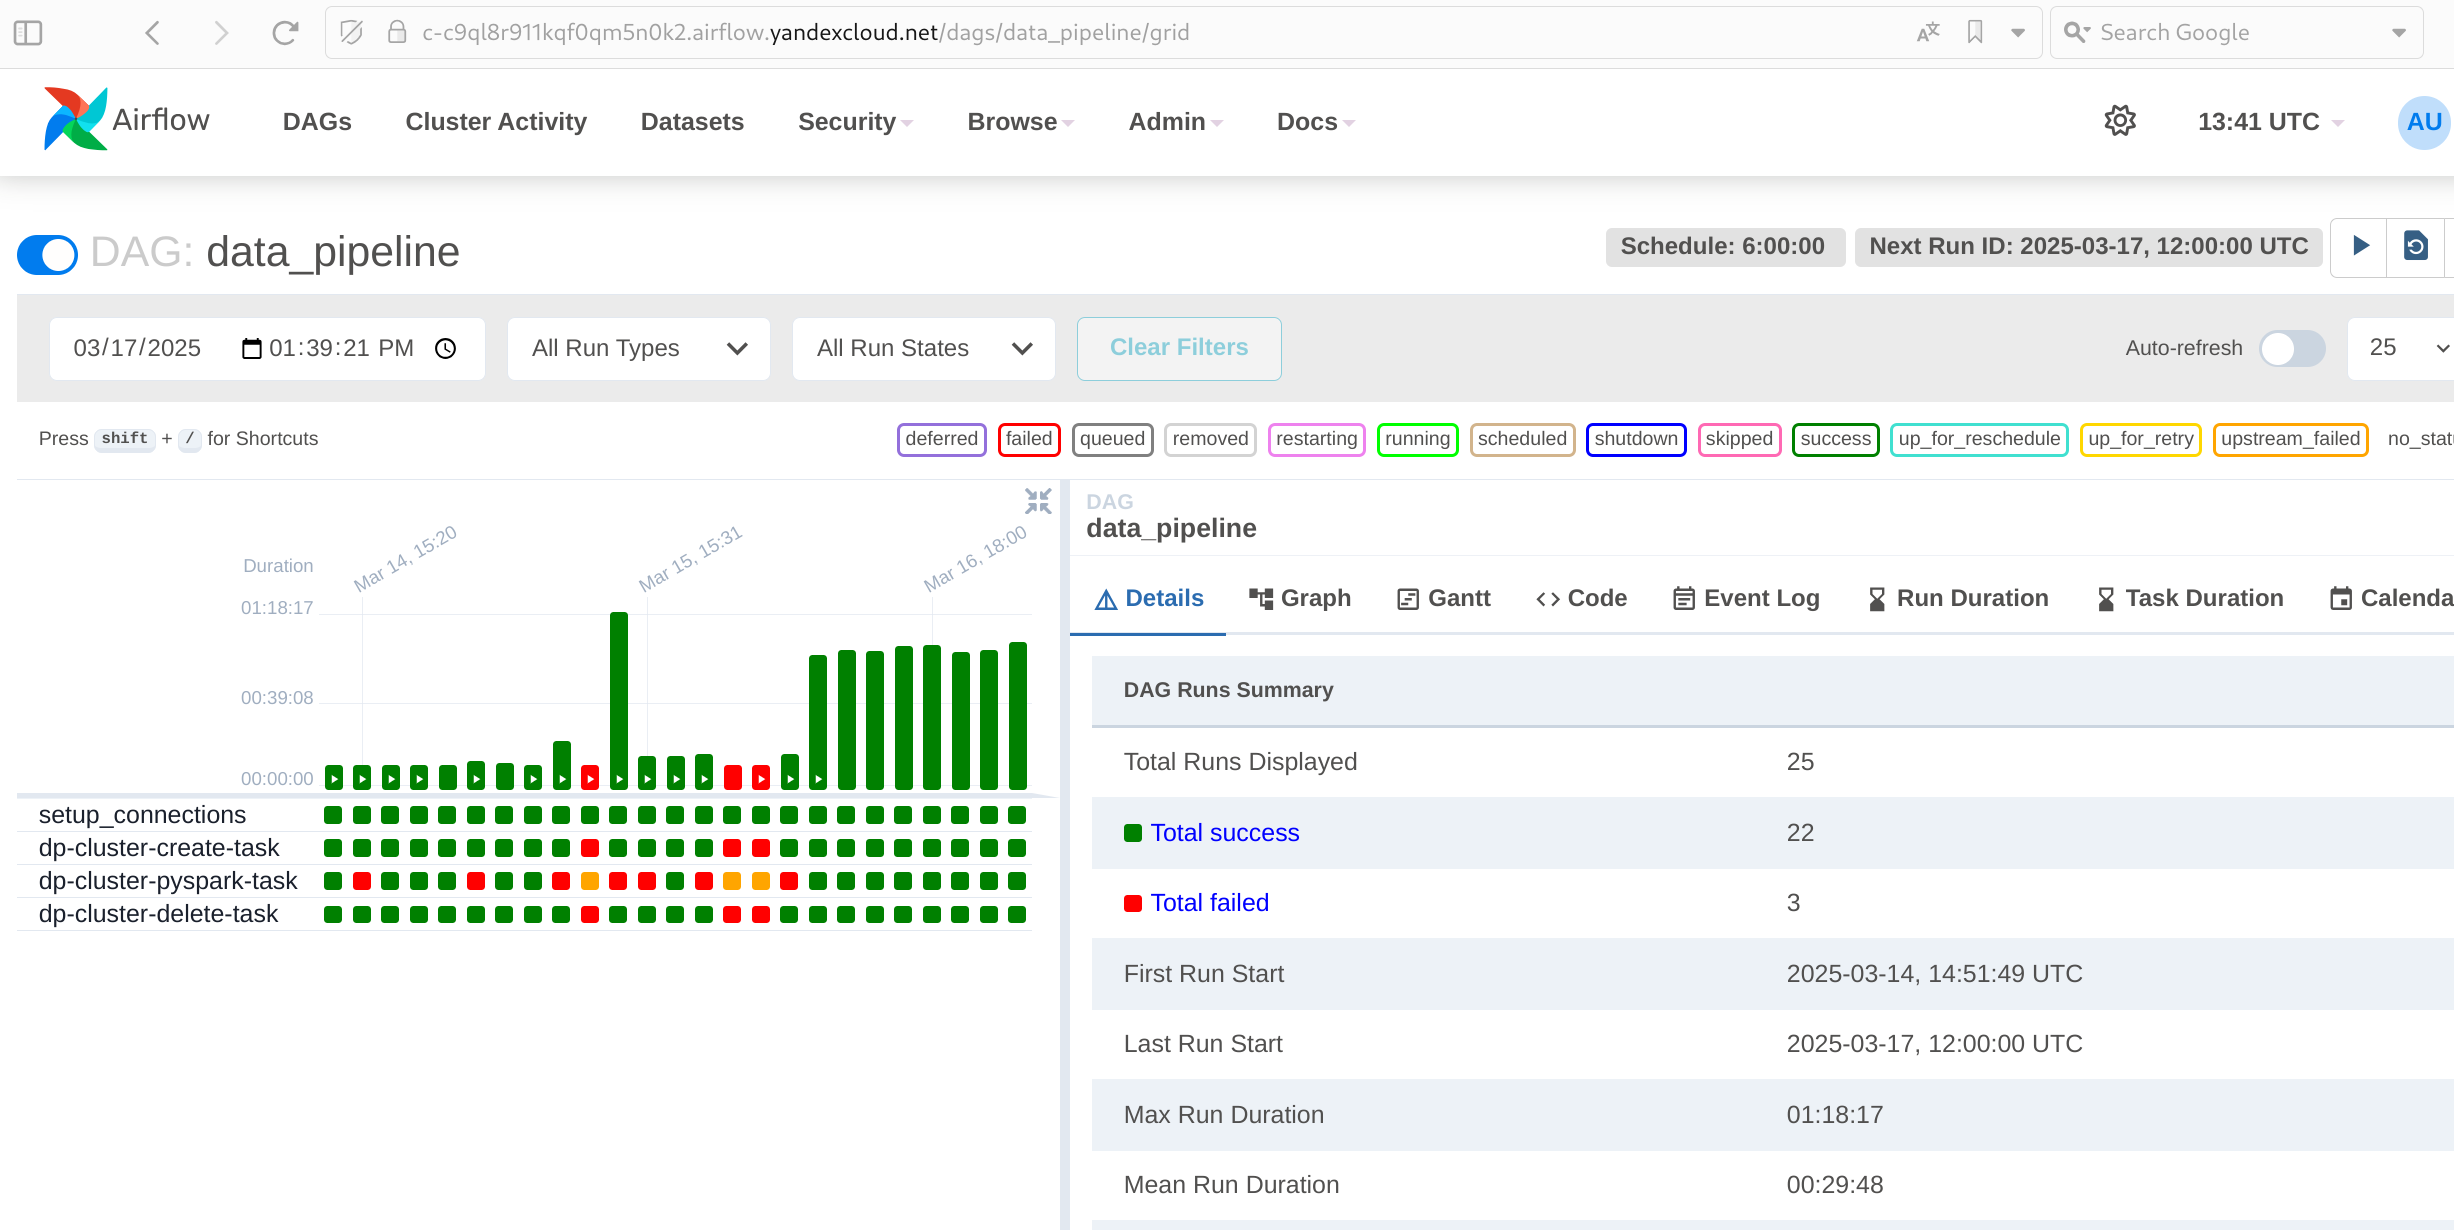 c-c9ql8r911kqf0qm5n0k2.airflow.yandexcloud.net/dags/data_pipeline/grid
Search Google
Airflow
DAGs
Cluster Activity
Datasets
Security
Browse
Admin
Docs
13:41 UTC
AU
DAG: data_pipeline
Schedule: 6:00:00
Next Run ID: 2025-03-17, 12:00:00 UTC
03/17/2025 01:39:21 PM
All Run Types
All Run States
Clear Filters
Auto-refresh
25
Press shift + / for Shortcuts
deferred
failed
queued
removed
restarting
running
scheduled
shutdown
skipped
success
up_for_reschedule
up_for_retry
upstream_failed
no_stat
Duration
Mar 14, 15:20
Mar 15, 15:31
Mar 16, 18:00
01:18:17
00:39:08
00:00:00
setup_connections
dp-cluster-create-task
dp-cluster-pyspark-task
dp-cluster-delete-task
DAG
data_pipeline
Details
Graph
Gantt
Code
Event Log
Run Duration
Task Duration
Calenda
DAG Runs Summary
Total Runs Displayed 25
Total success 22
Total failed 3
First Run Start 2025-03-14, 14:51:49 UTC
Last Run Start 2025-03-17, 12:00:00 UTC
Max Run Duration 01:18:17
Mean Run Duration 00:29:48